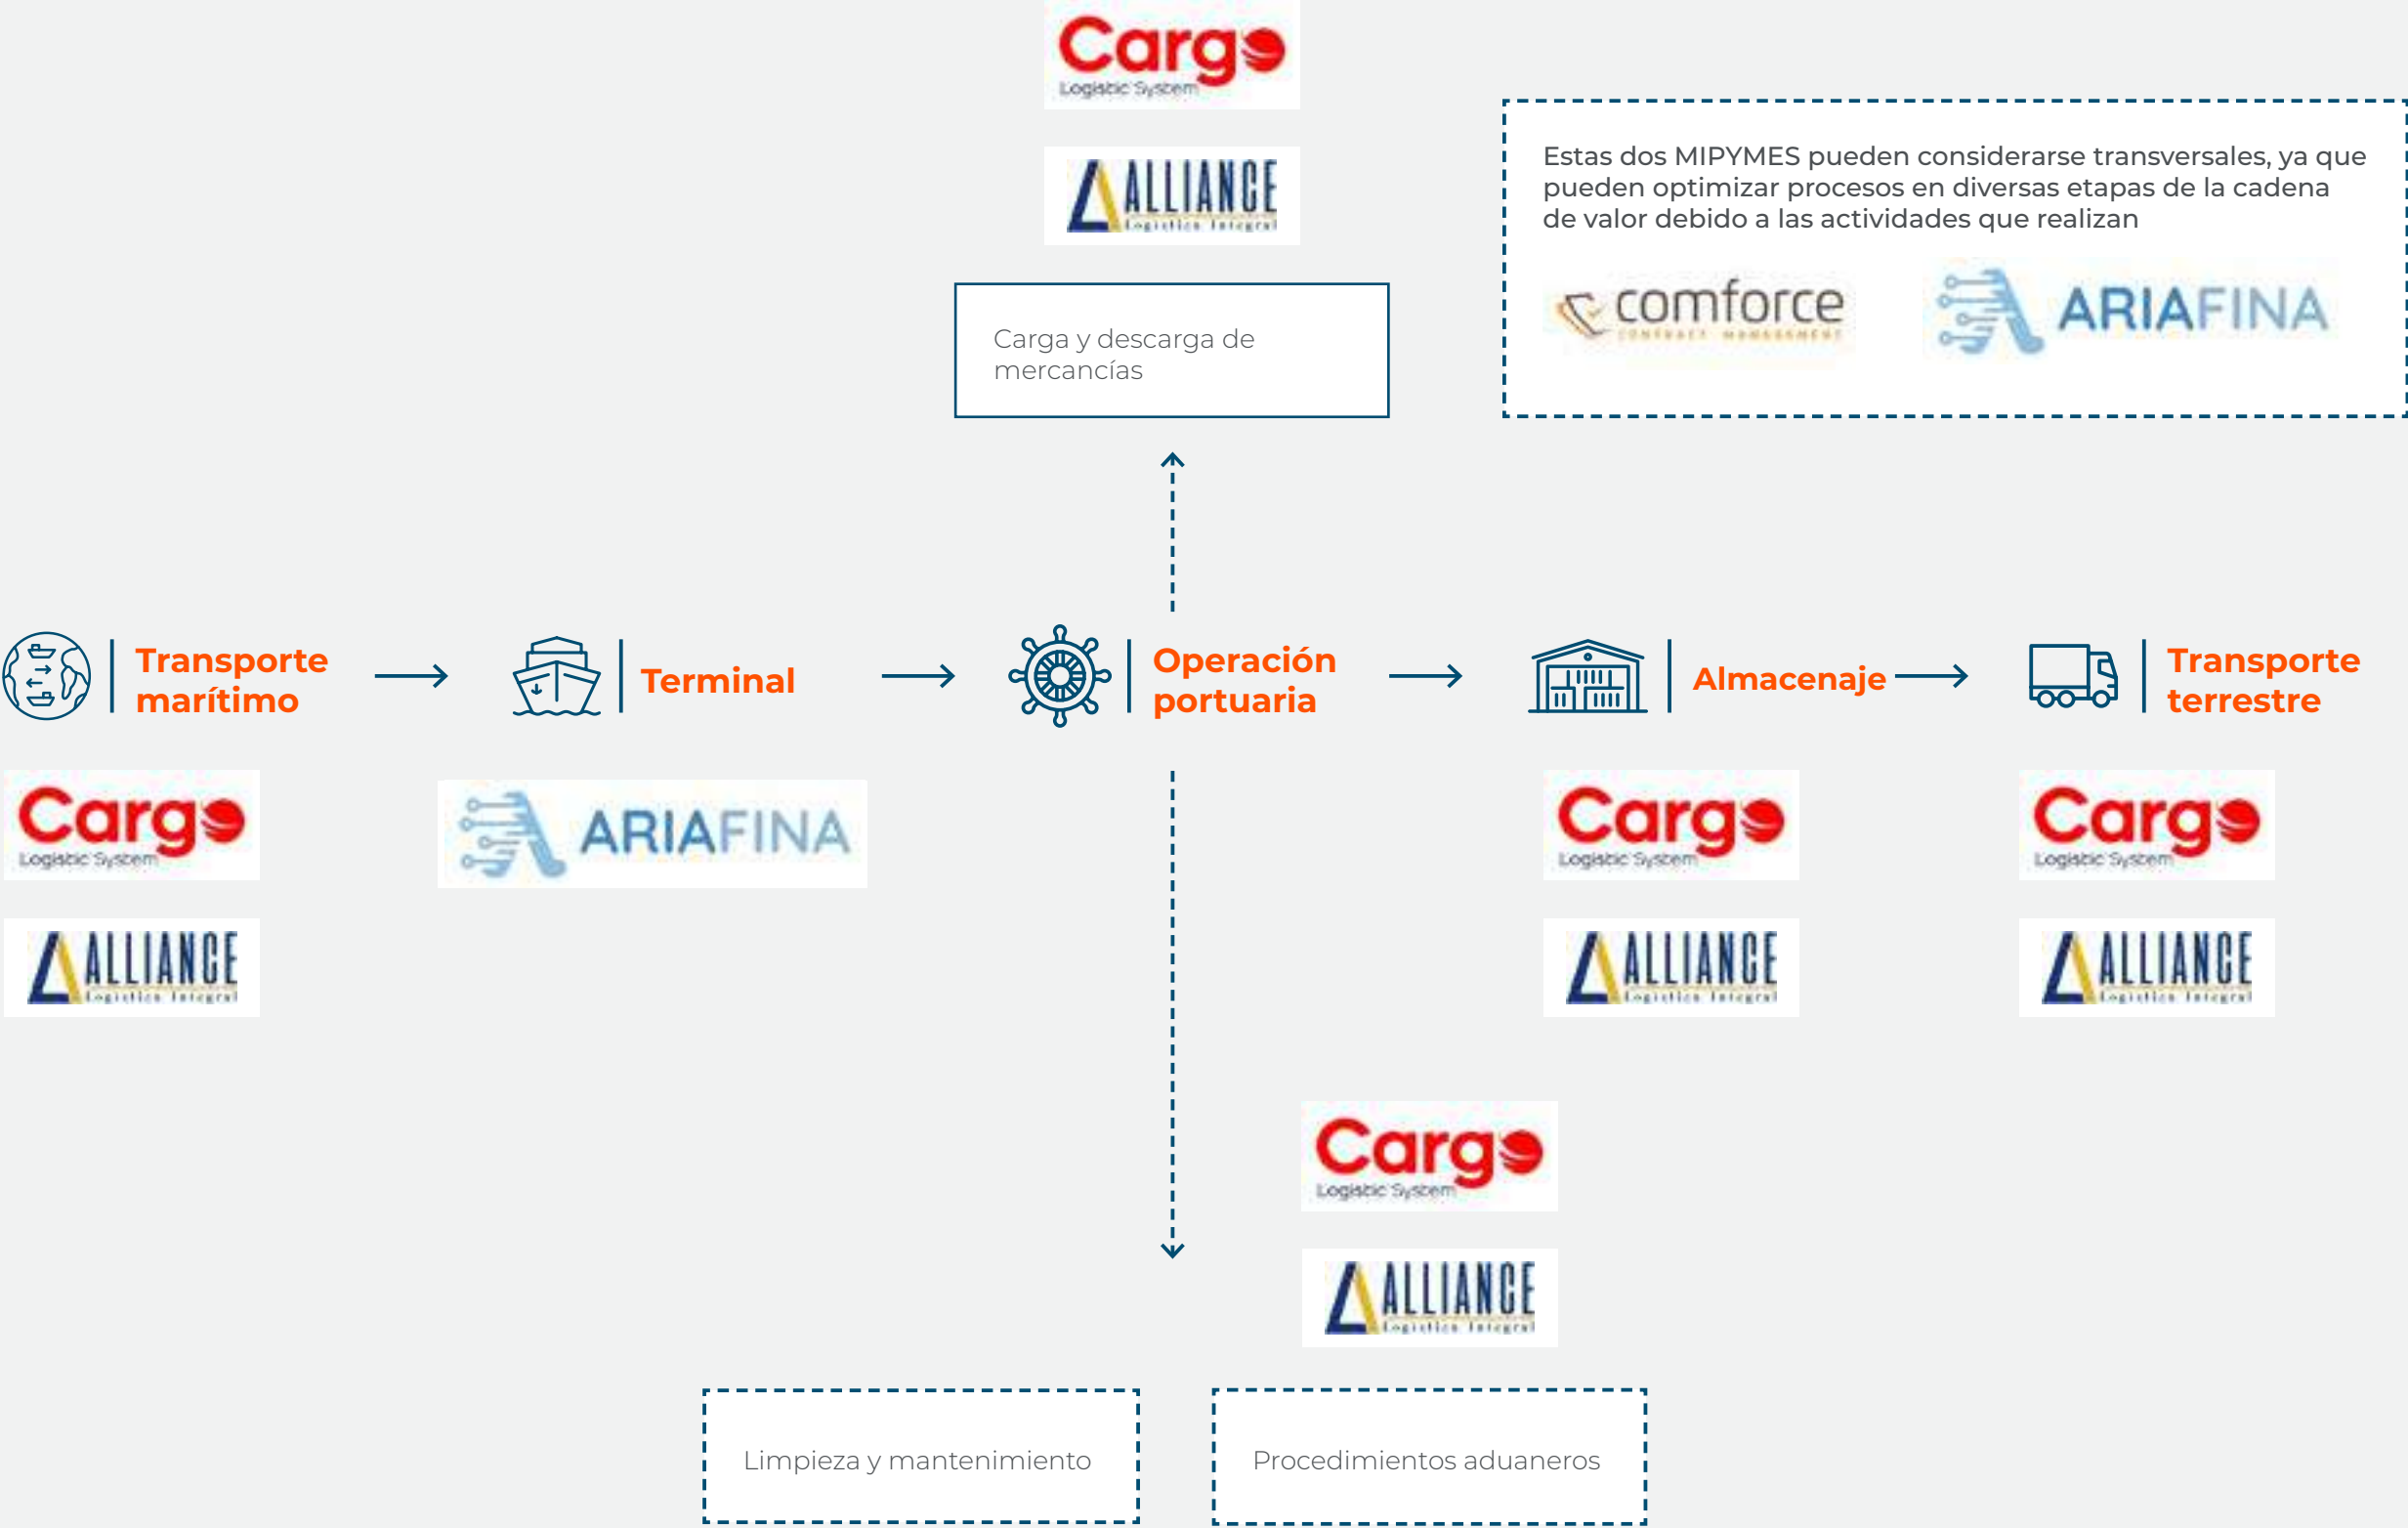 Cargo
Logistic System
ALLIANCE
Logística Integral
Carga y descarga de
mercancías
Estas dos MIPYMES pueden considerarse transversales, ya que
pueden optimizar procesos en diversas etapas de la cadena
de valor debido a las actividades que realizan
comforce
CONTRACT MANAGEMENT
ARIAFINA
Transporte
marítimo
Terminal
Operación
portuaria
Almacenaje
Transporte
terrestre
Cargo
Logistic System
ALLIANCE
Logística Integral
ARIAFINA
Cargo
Logistic System
ALLIANCE
Logística Integral
Cargo
Logistic System
ALLIANCE
Logística Integral
Cargo
Logistic System
ALLIANCE
Logística Integral
Limpieza y mantenimiento
Procedimientos aduaneros